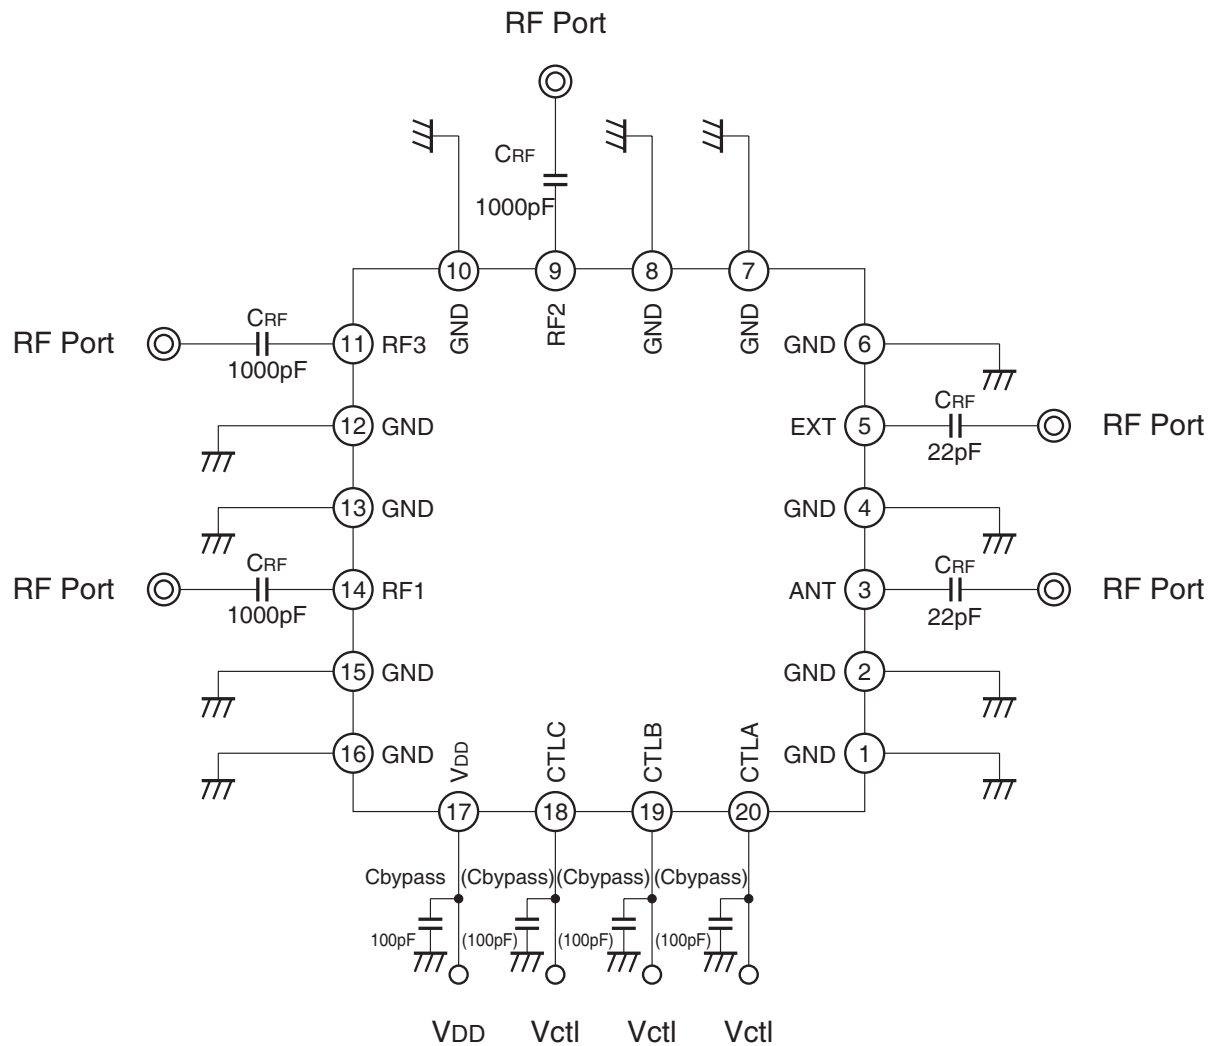 RF Port
CRF
1000pF
10
9
8
7
GND
RF2
GND
GND
RF Port
CRF
1000pF
11
RF3
GND
6
12
GND
EXT
5
CRF
22pF
RF Port
13
GND
GND
4
RF Port
CRF
1000pF
14
RF1
ANT
3
CRF
22pF
RF Port
15
GND
GND
2
16
GND
GND
1
VDD
CTLC
CTLB
CTLA
17
18
19
20
Cbypass
(Cbypass)
(Cbypass)
(Cbypass)
100pF
(100pF)
(100pF)
(100pF)
VDD
Vctl
Vctl
Vctl